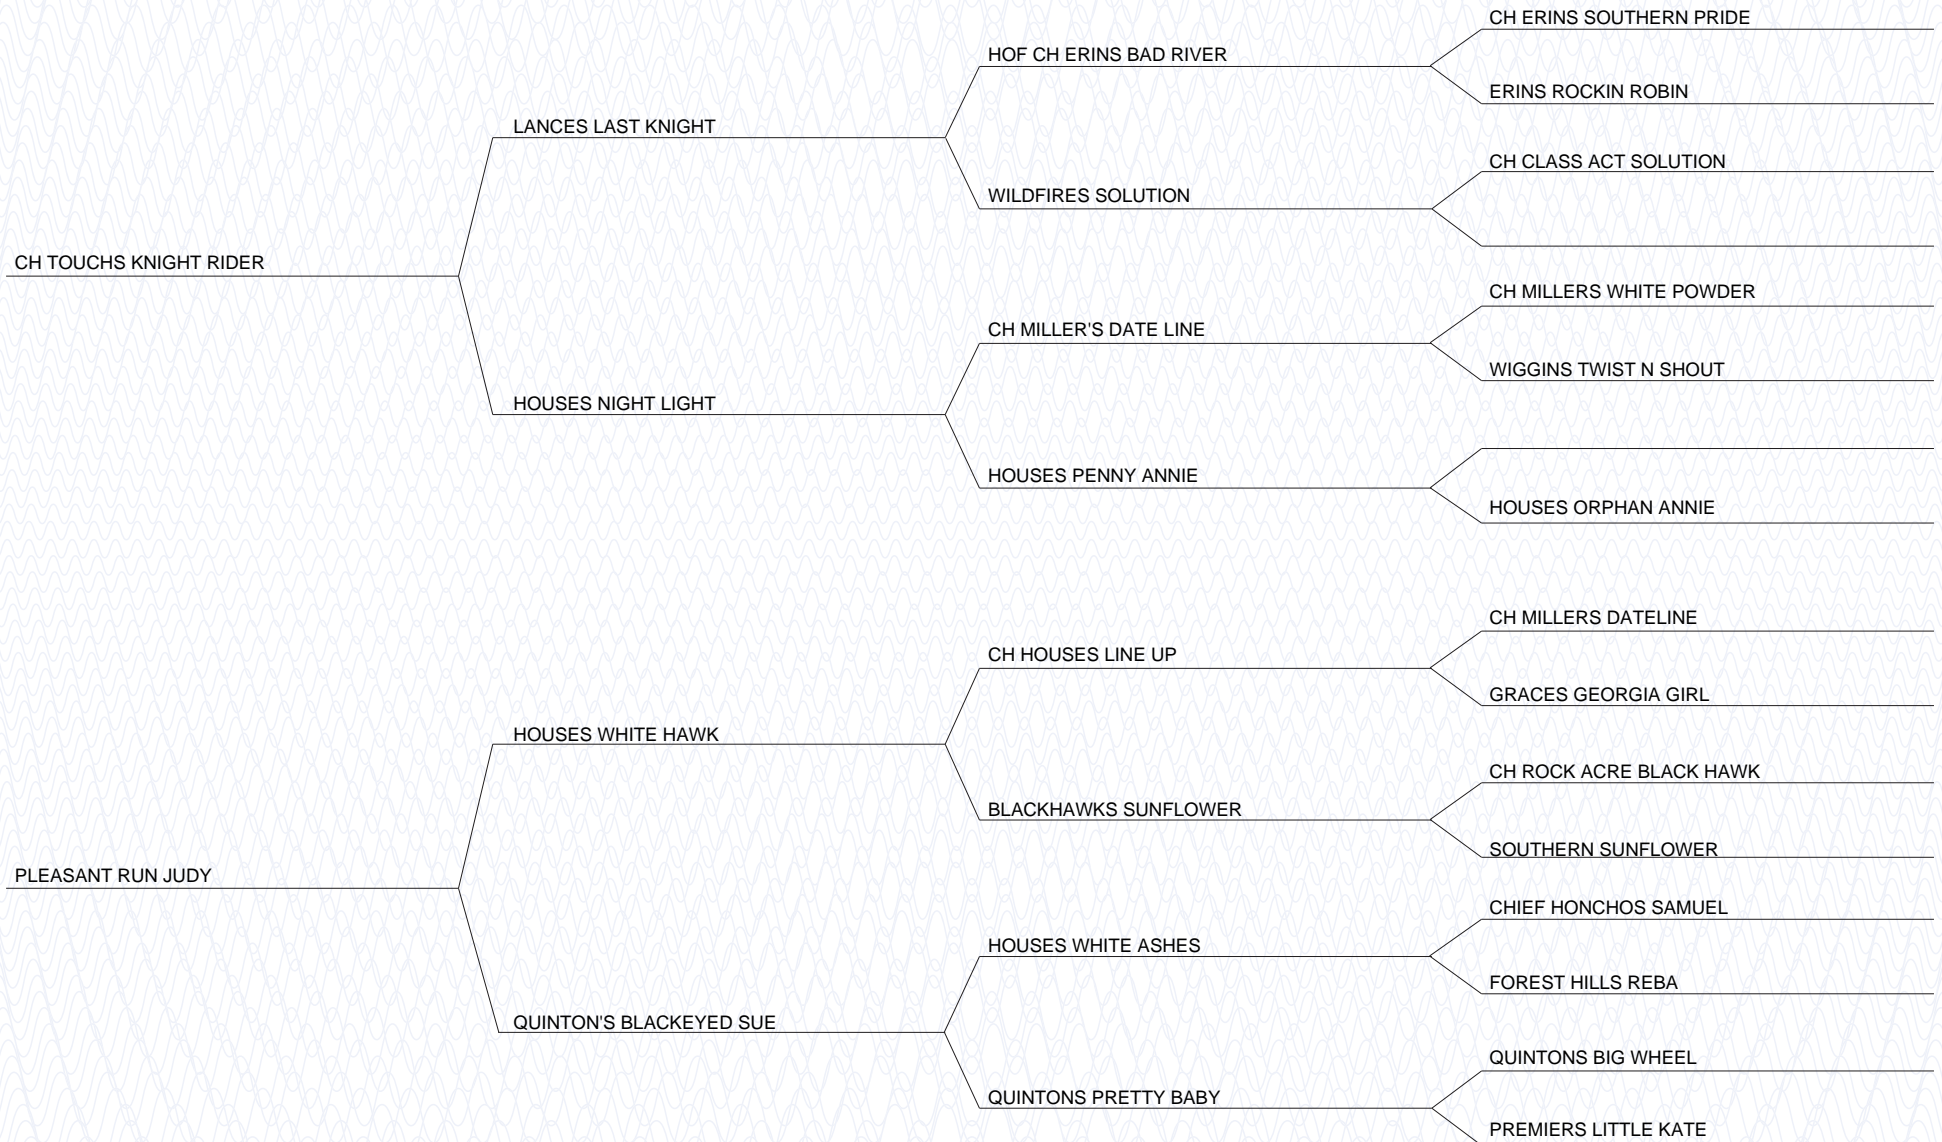 CH ERINS SOUTHERN PRIDE
HOF CH ERINS BAD RIVER
ERINS ROCKIN ROBIN
LANCES LAST KNIGHT
CH CLASS ACT SOLUTION
WILDFIRES SOLUTION
CH TOUCHS KNIGHT RIDER
CH MILLERS WHITE POWDER
CH MILLER'S DATE LINE
WIGGINS TWIST N SHOUT
HOUSES NIGHT LIGHT
HOUSES PENNY ANNIE
HOUSES ORPHAN ANNIE
CH MILLERS DATELINE
CH HOUSES LINE UP
GRACES GEORGIA GIRL
HOUSES WHITE HAWK
CH ROCK ACRE BLACK HAWK
BLACKHAWKS SUNFLOWER
SOUTHERN SUNFLOWER
PLEASANT RUN JUDY
CHIEF HONCHOS SAMUEL
HOUSES WHITE ASHES
FOREST HILLS REBA
QUINTON'S BLACKEYED SUE
QUINTONS BIG WHEEL
QUINTONS PRETTY BABY
PREMIERS LITTLE KATE